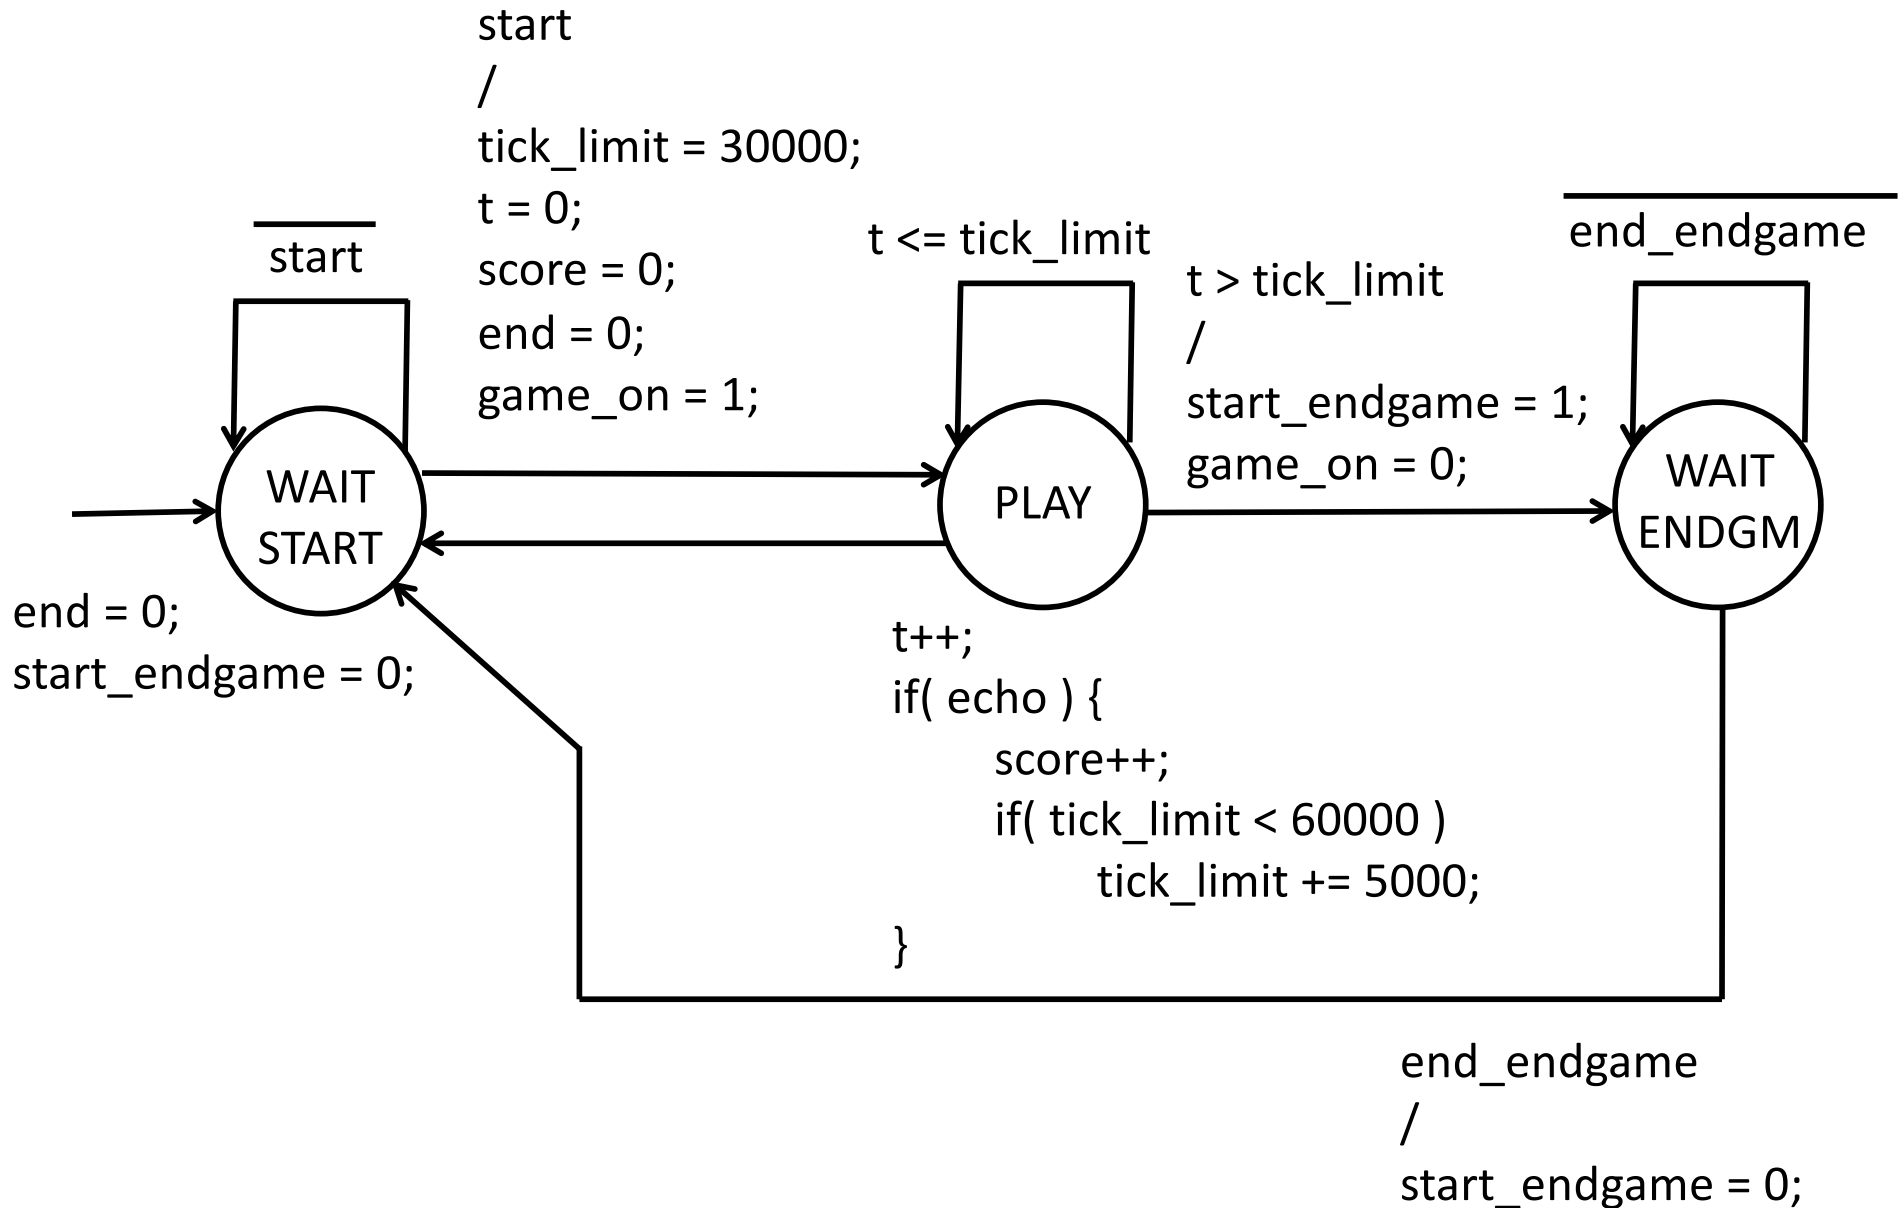 start
/
tick_limit = 30000;
t = 0;
score = 0;
end = 0;
game_on = 1;
start
t <= tick_limit
t > tick_limit
/
start_endgame = 1;
game_on = 0;
end_endgame
WAIT
START
PLAY
WAIT
ENDGM
end = 0;
start_endgame = 0;
t++;
if( echo ) {
score++;
if( tick_limit < 60000 )
tick_limit += 5000;
}
end_endgame
/
start_endgame = 0;